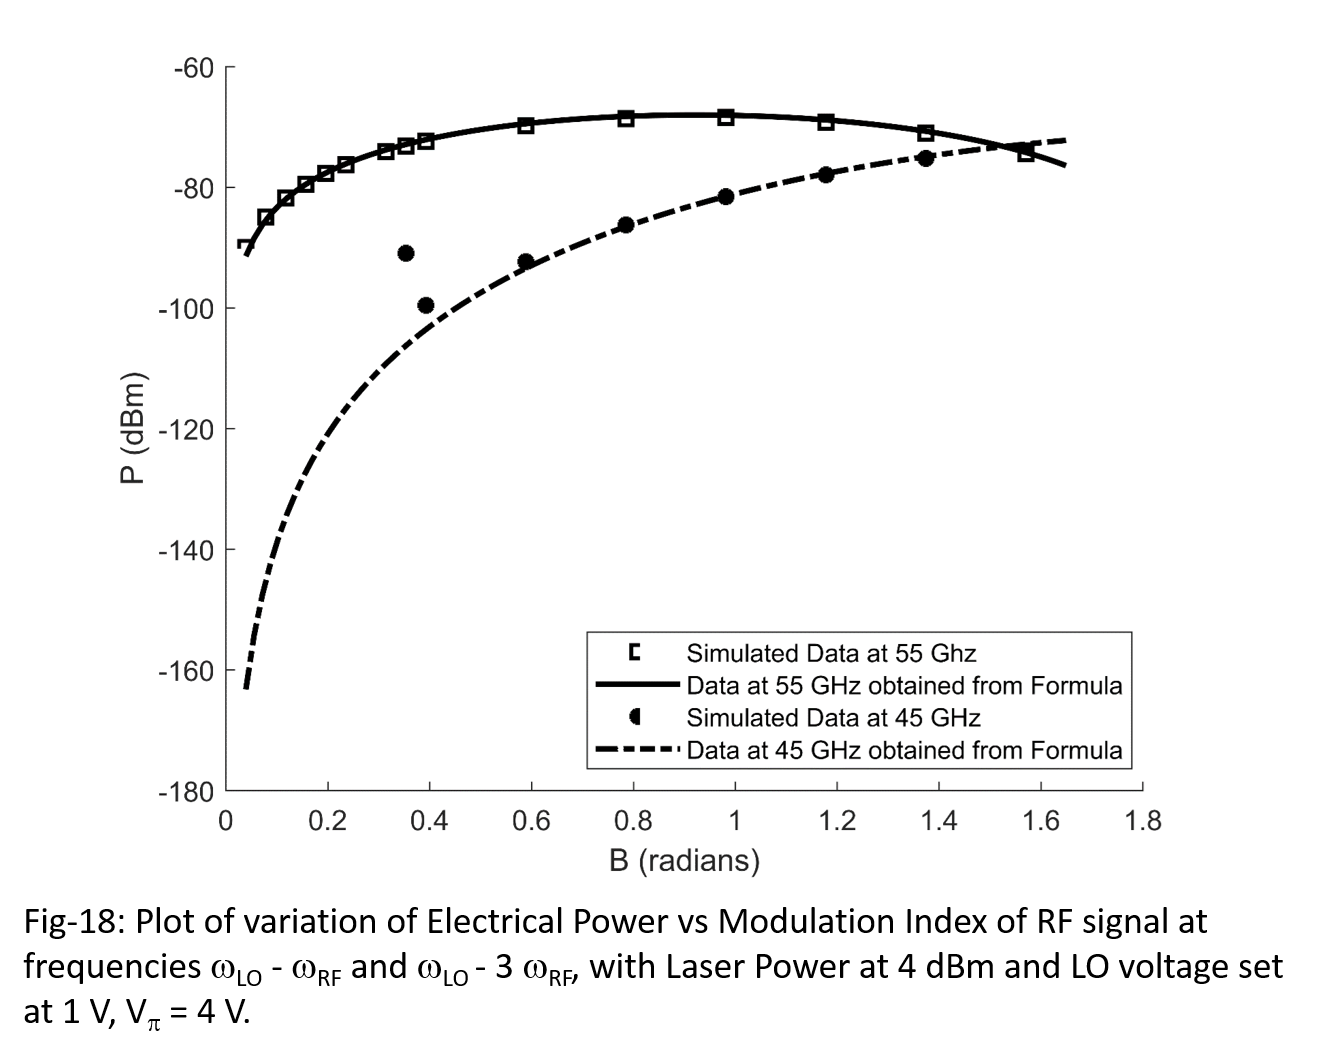 -60
-80
-100
-120
-140
-160
-180
P (dBm)
0 0.2 0.4 0.6 0.8 1 1.2 1.4 1.6 1.8
B (radians)
Simulated Data at 55 Ghz
Data at 55 GHz obtained from Formula
Simulated Data at 45 GHz
Data at 45 GHz obtained from Formula
Fig-18: Plot of variation of Electrical Power vs Modulation Index of RF signal at
frequencies ωLO - ωRF and ωLO - 3 ωRF, with Laser Power at 4 dBm and LO voltage set
at 1 V, Vπ = 4 V.